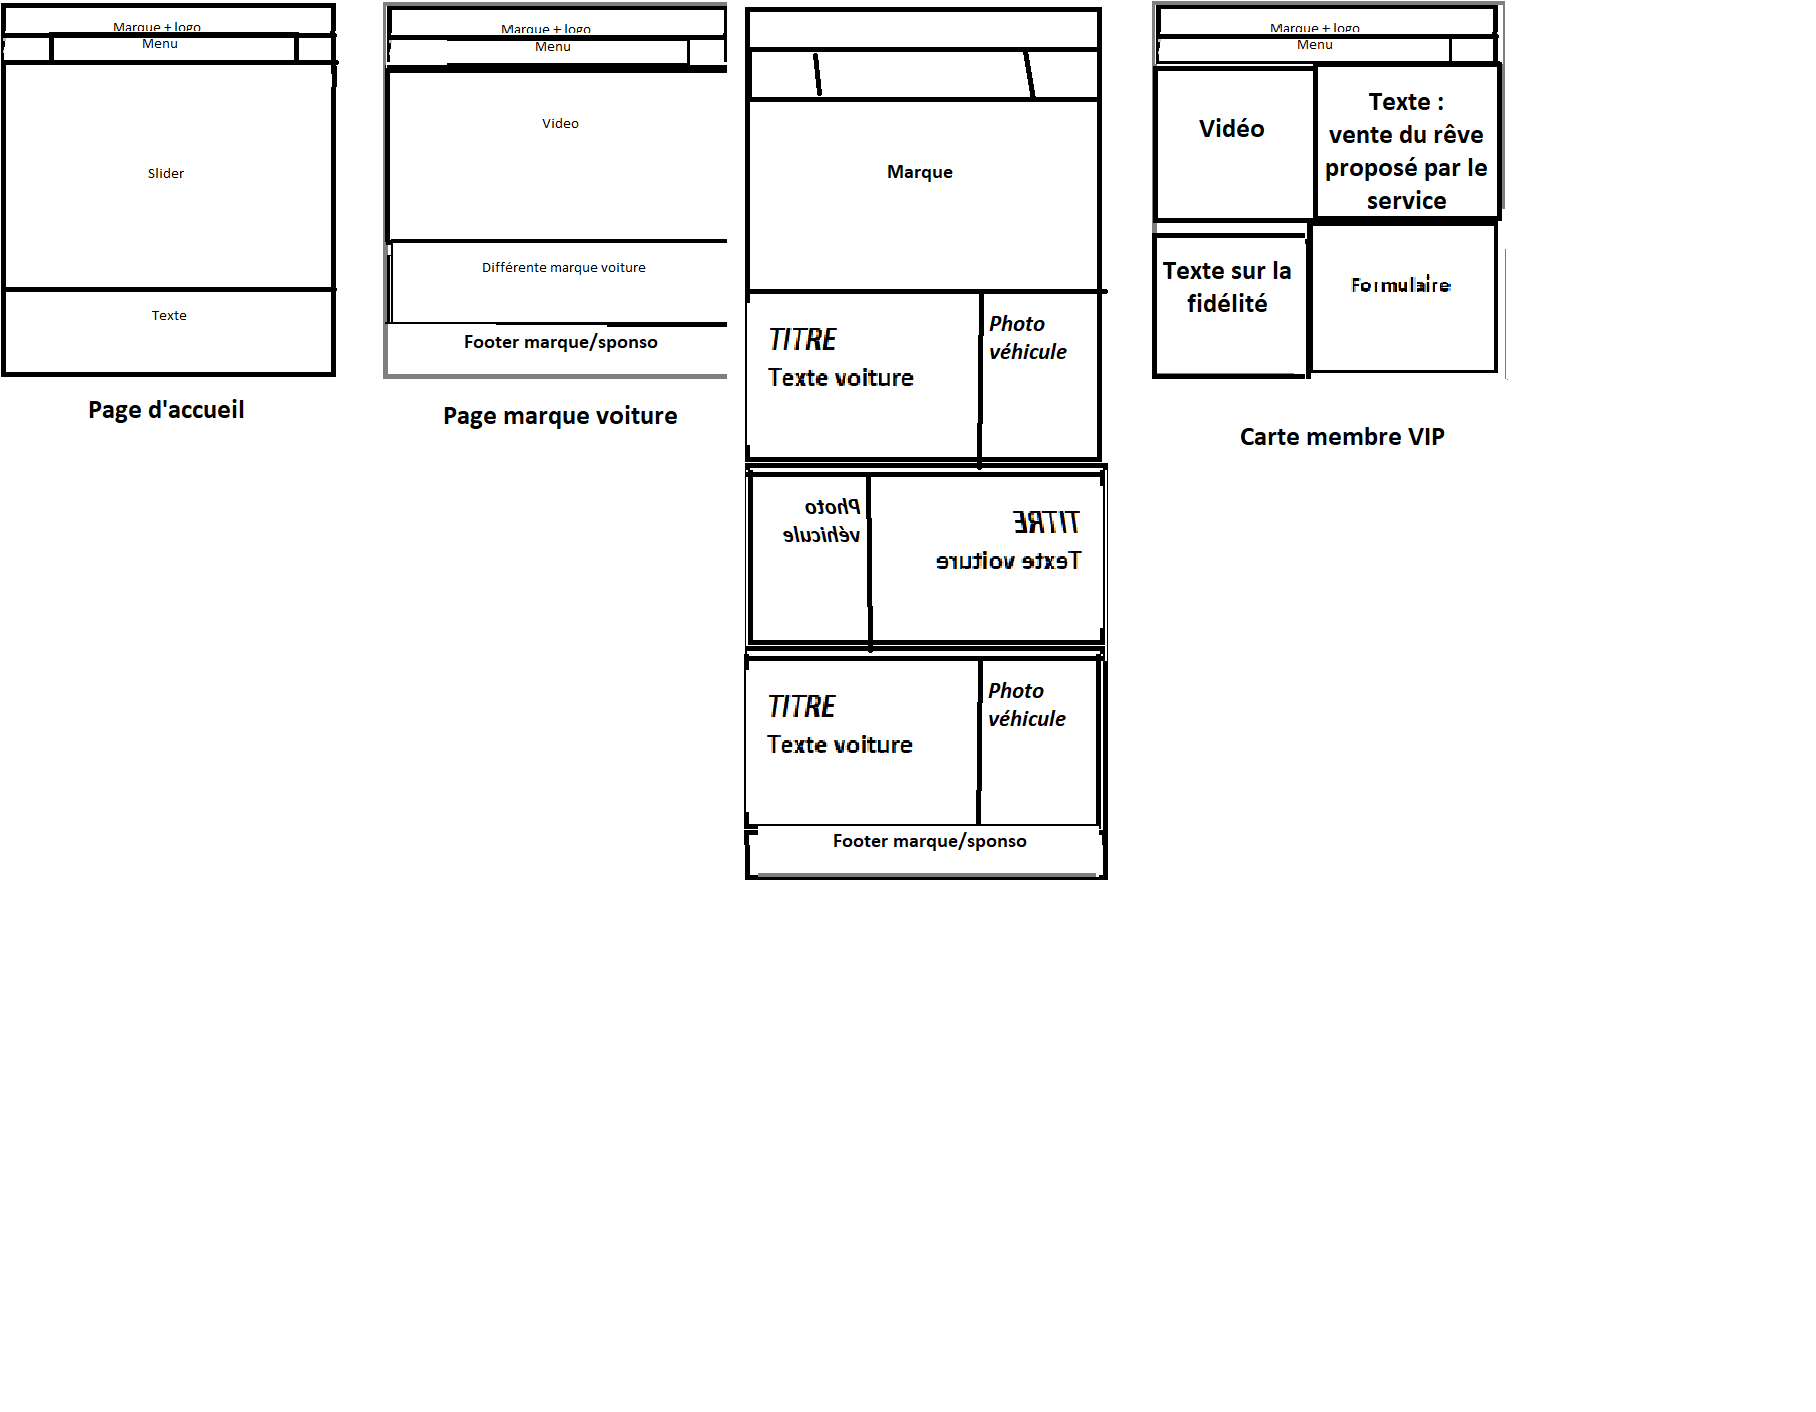 Marque + logo
Menu
Slider
Texte
Page d'accueil
Marque + logo
Menu
Video
Différente marque voiture
Footer marque/sponso
Page marque voiture
Marque
TITRE
Texte voiture
Photo
véhicule
Photo
véhicule
TITRE
Texte voiture
TITRE
Texte voiture
Photo
véhicule
Footer marque/sponso
Marque + logo
Menu
Vidéo
Texte :
vente du rêve
proposé par le
service
Texte sur la
fidélité
Formulaire
Carte membre VIP